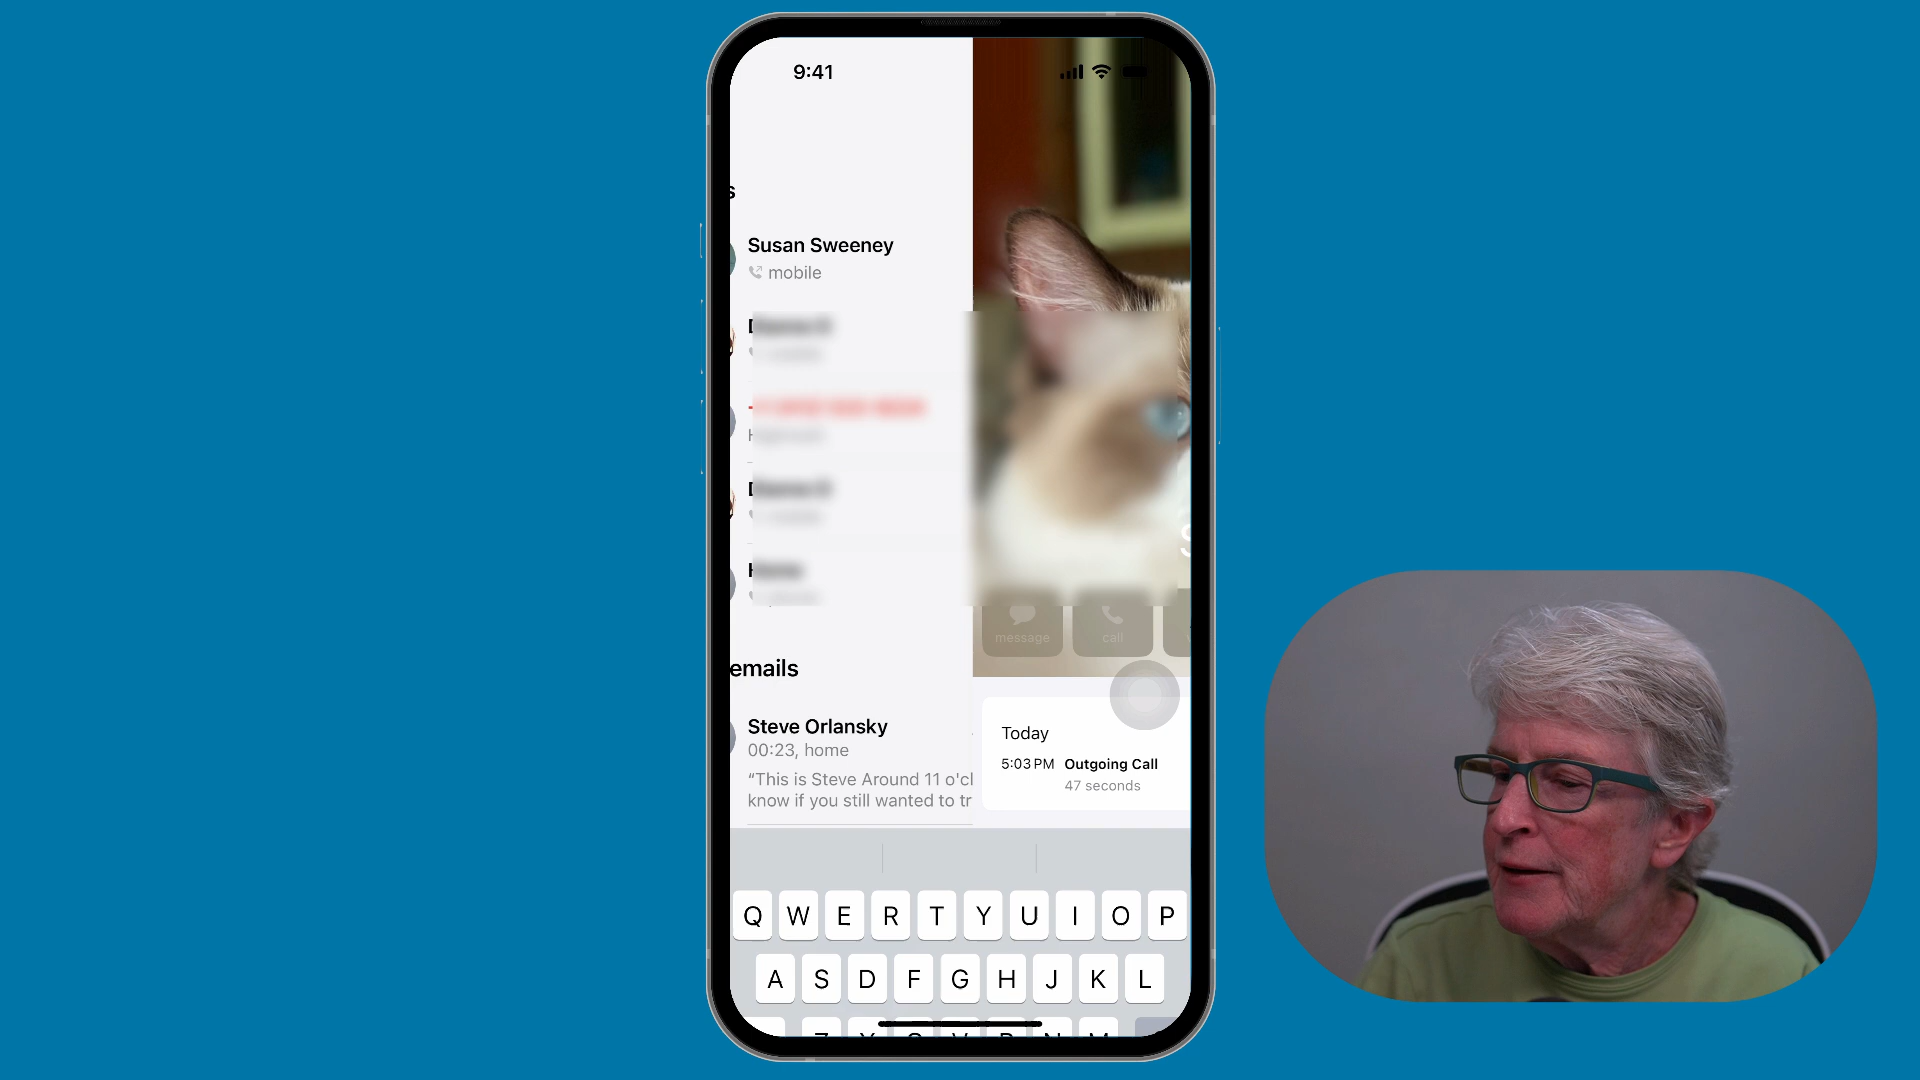 9:41
s
Susan Sweeney
mobile
emails
Steve Orlansky
00:23, home
“This is Steve Around 11 o'cl
know if you still wanted to tr
S
message
call
Today
5:03 PM Outgoing Call
47 seconds
Q W E R T Y U I O P
A S D F G H J K L
Z X C V B N M